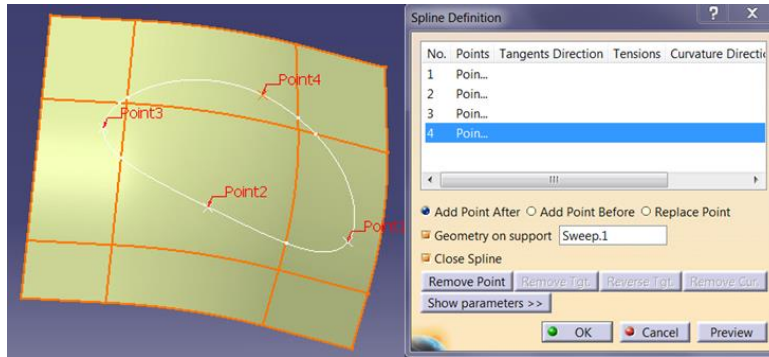 Point4
Point3
Point2
Point
Spline Definition
? X
No. Points Tangents Direction Tensions Curvature Directic
1 Poin...
2 Poin...
3 Poin...
4 Poin...
Add Point After Add Point Before Replace Point
Geometry on support Sweep.1
Close Spline
Remove Point Remove Tgt. Reverse Tgt. Remove Cur.
Show parameters >>
OK Cancel Preview